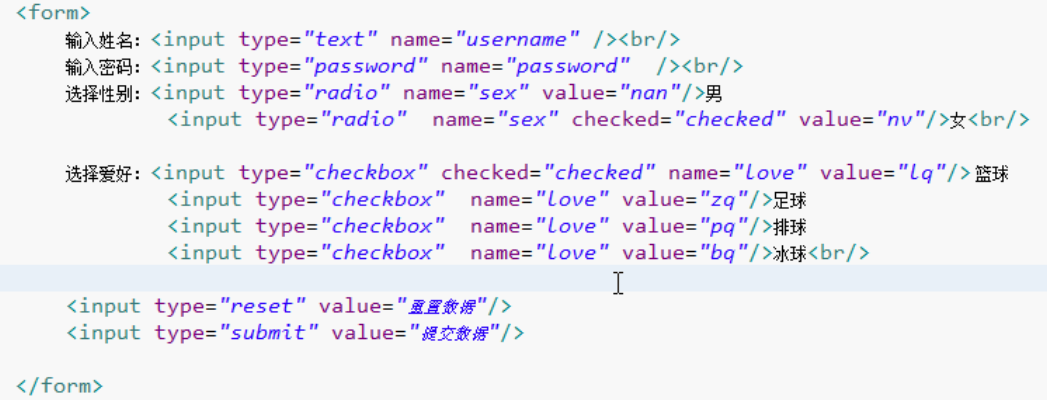 <form>
输入姓名：<input type="text" name="username" /><br/>
输入密码：<input type="password" name="password"  /><br/>
选择性别：<input type="radio" name="sex" value="nan"/>男
<input type="radio"  name="sex" checked="checked" value="nv"/>女<br/>
选择爱好：<input type="checkbox" checked="checked" name="love" value="lq"/>篮球
<input type="checkbox"  name="love" value="zq"/>足球
<input type="checkbox"  name="love" value="pq"/>排球
<input type="checkbox"  name="love" value="bq"/>冰球<br/>
<input type="reset" value="重置数据"/>
<input type="submit" value="提交数据"/>
</form>